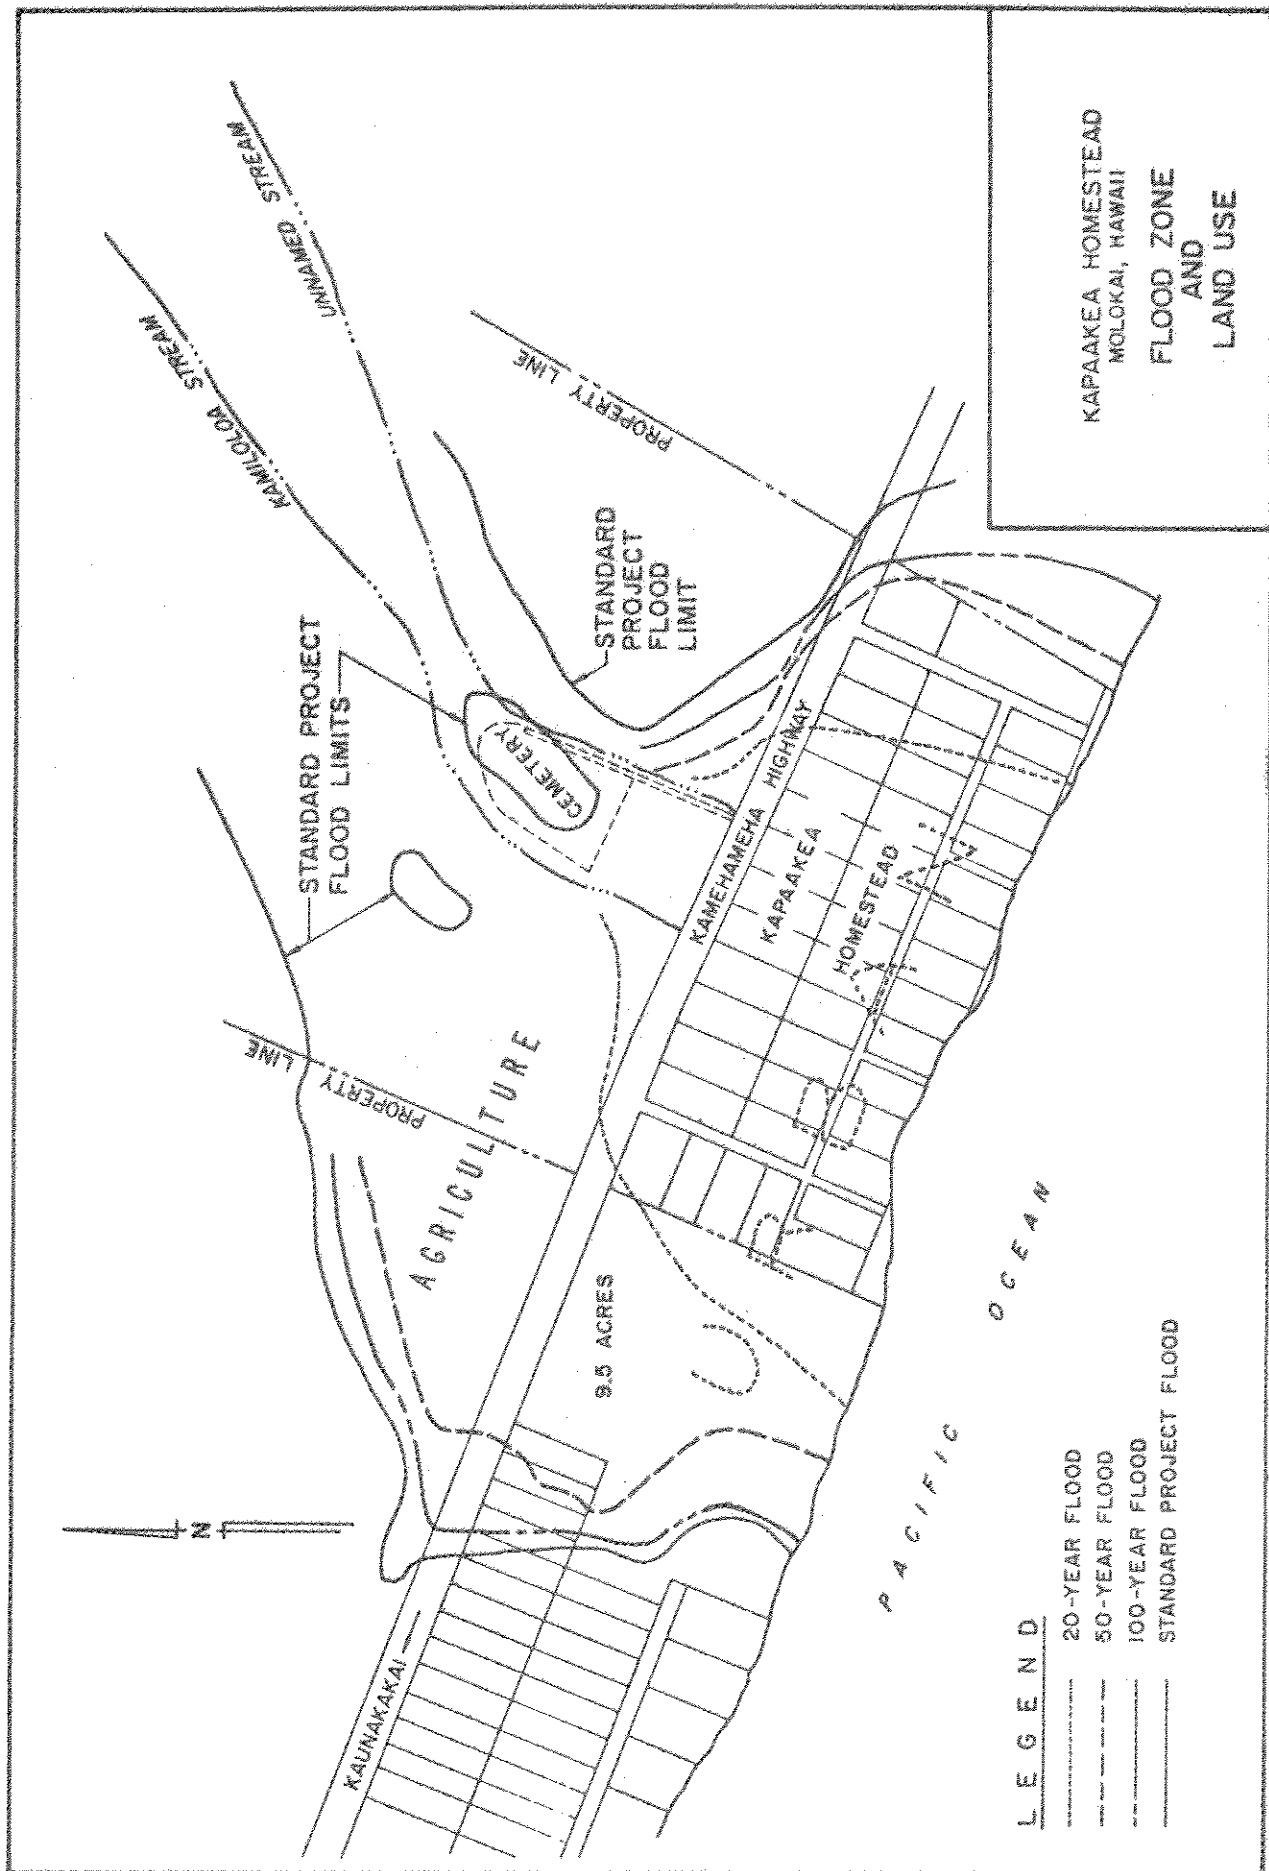 STANDARD PROJECT
FLOOD LIMITS
KAMILOLOA STREAM
UNNAMED STREAM
N
PROPERTY LINE
AGRICULTURE
CEMETERY
STANDARD
PROJECT
FLOOD
LIMIT
PROPERTY LINE
KAUNAKAKAI
9.5 ACRES
KAMEHAMEHA HIGHWAY
KAPAAKEA
HOMESTEAD
PACIFIC OCEAN
LEGEND
20-YEAR FLOOD
50-YEAR FLOOD
100-YEAR FLOOD
STANDARD PROJECT FLOOD
KAPAAKEA HOMESTEAD
MOLOKAI, HAWAII
FLOOD ZONE
AND
LAND USE